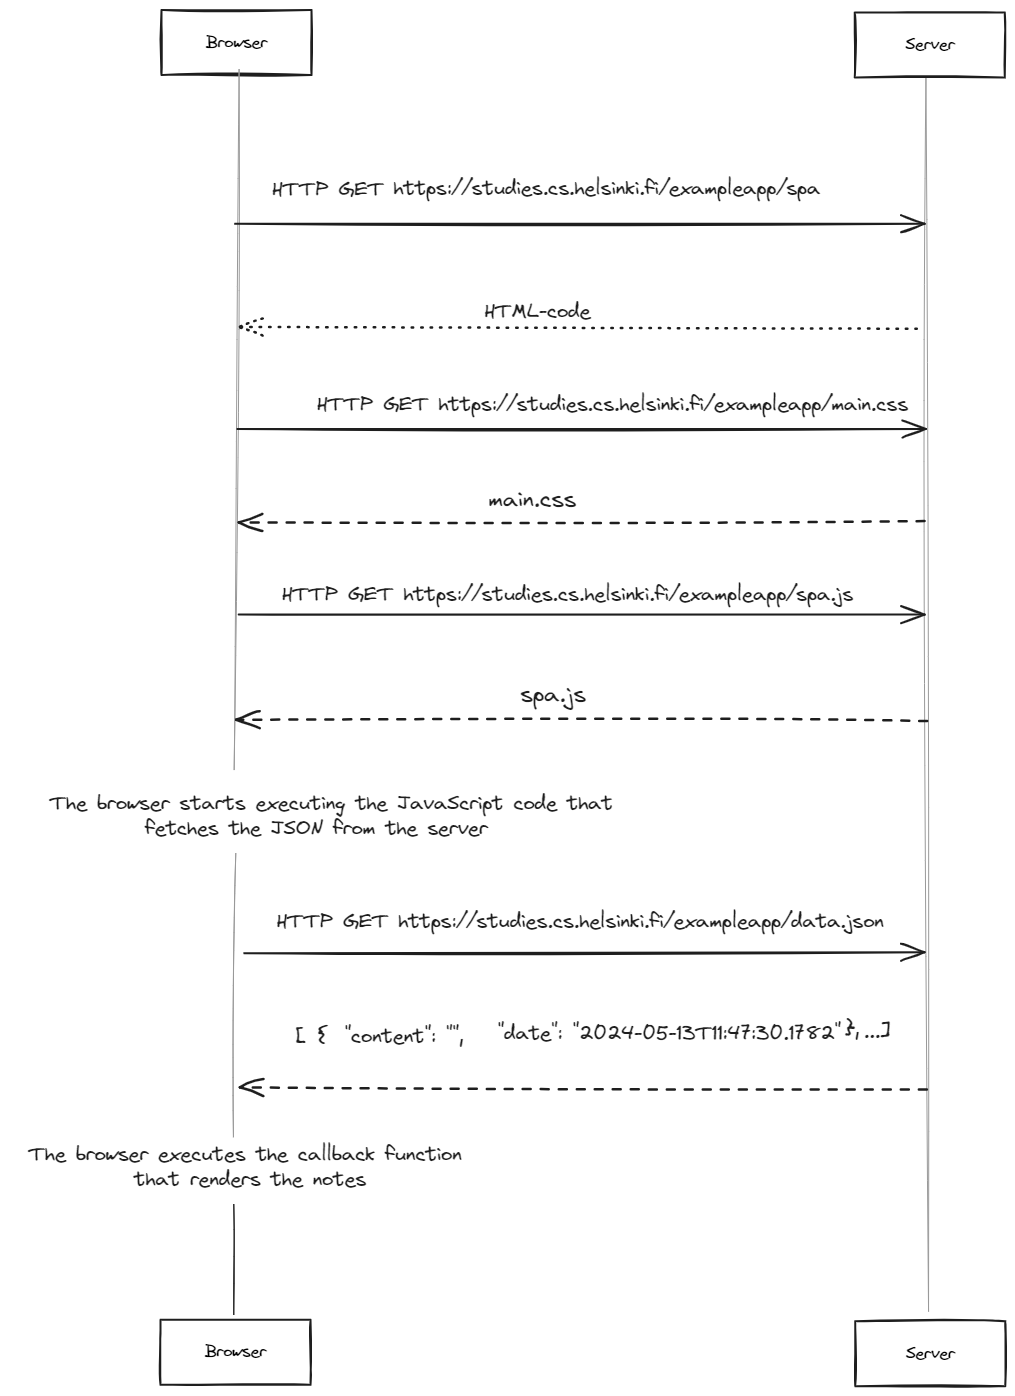 Browser
Server
HTTP GET https://studies.cs.helsinki.fi/exampleapp/spa
HTML-code
HTTP GET https://studies.cs.helsinki.fi/exampleapp/main.css
main.css
HTTP GET https://studies.cs.helsinki.fi/exampleapp/spa.js
spa.js
The browser starts executing the JavaScript code that
fetches the JSON from the server
HTTP GET https://studies.cs.helsinki.fi/exampleapp/data.json
[ { "content": "", "date": "2024-05-13T11:47:30.178Z"}, ...]
The browser executes the callback function
that renders the notes
Browser
Server